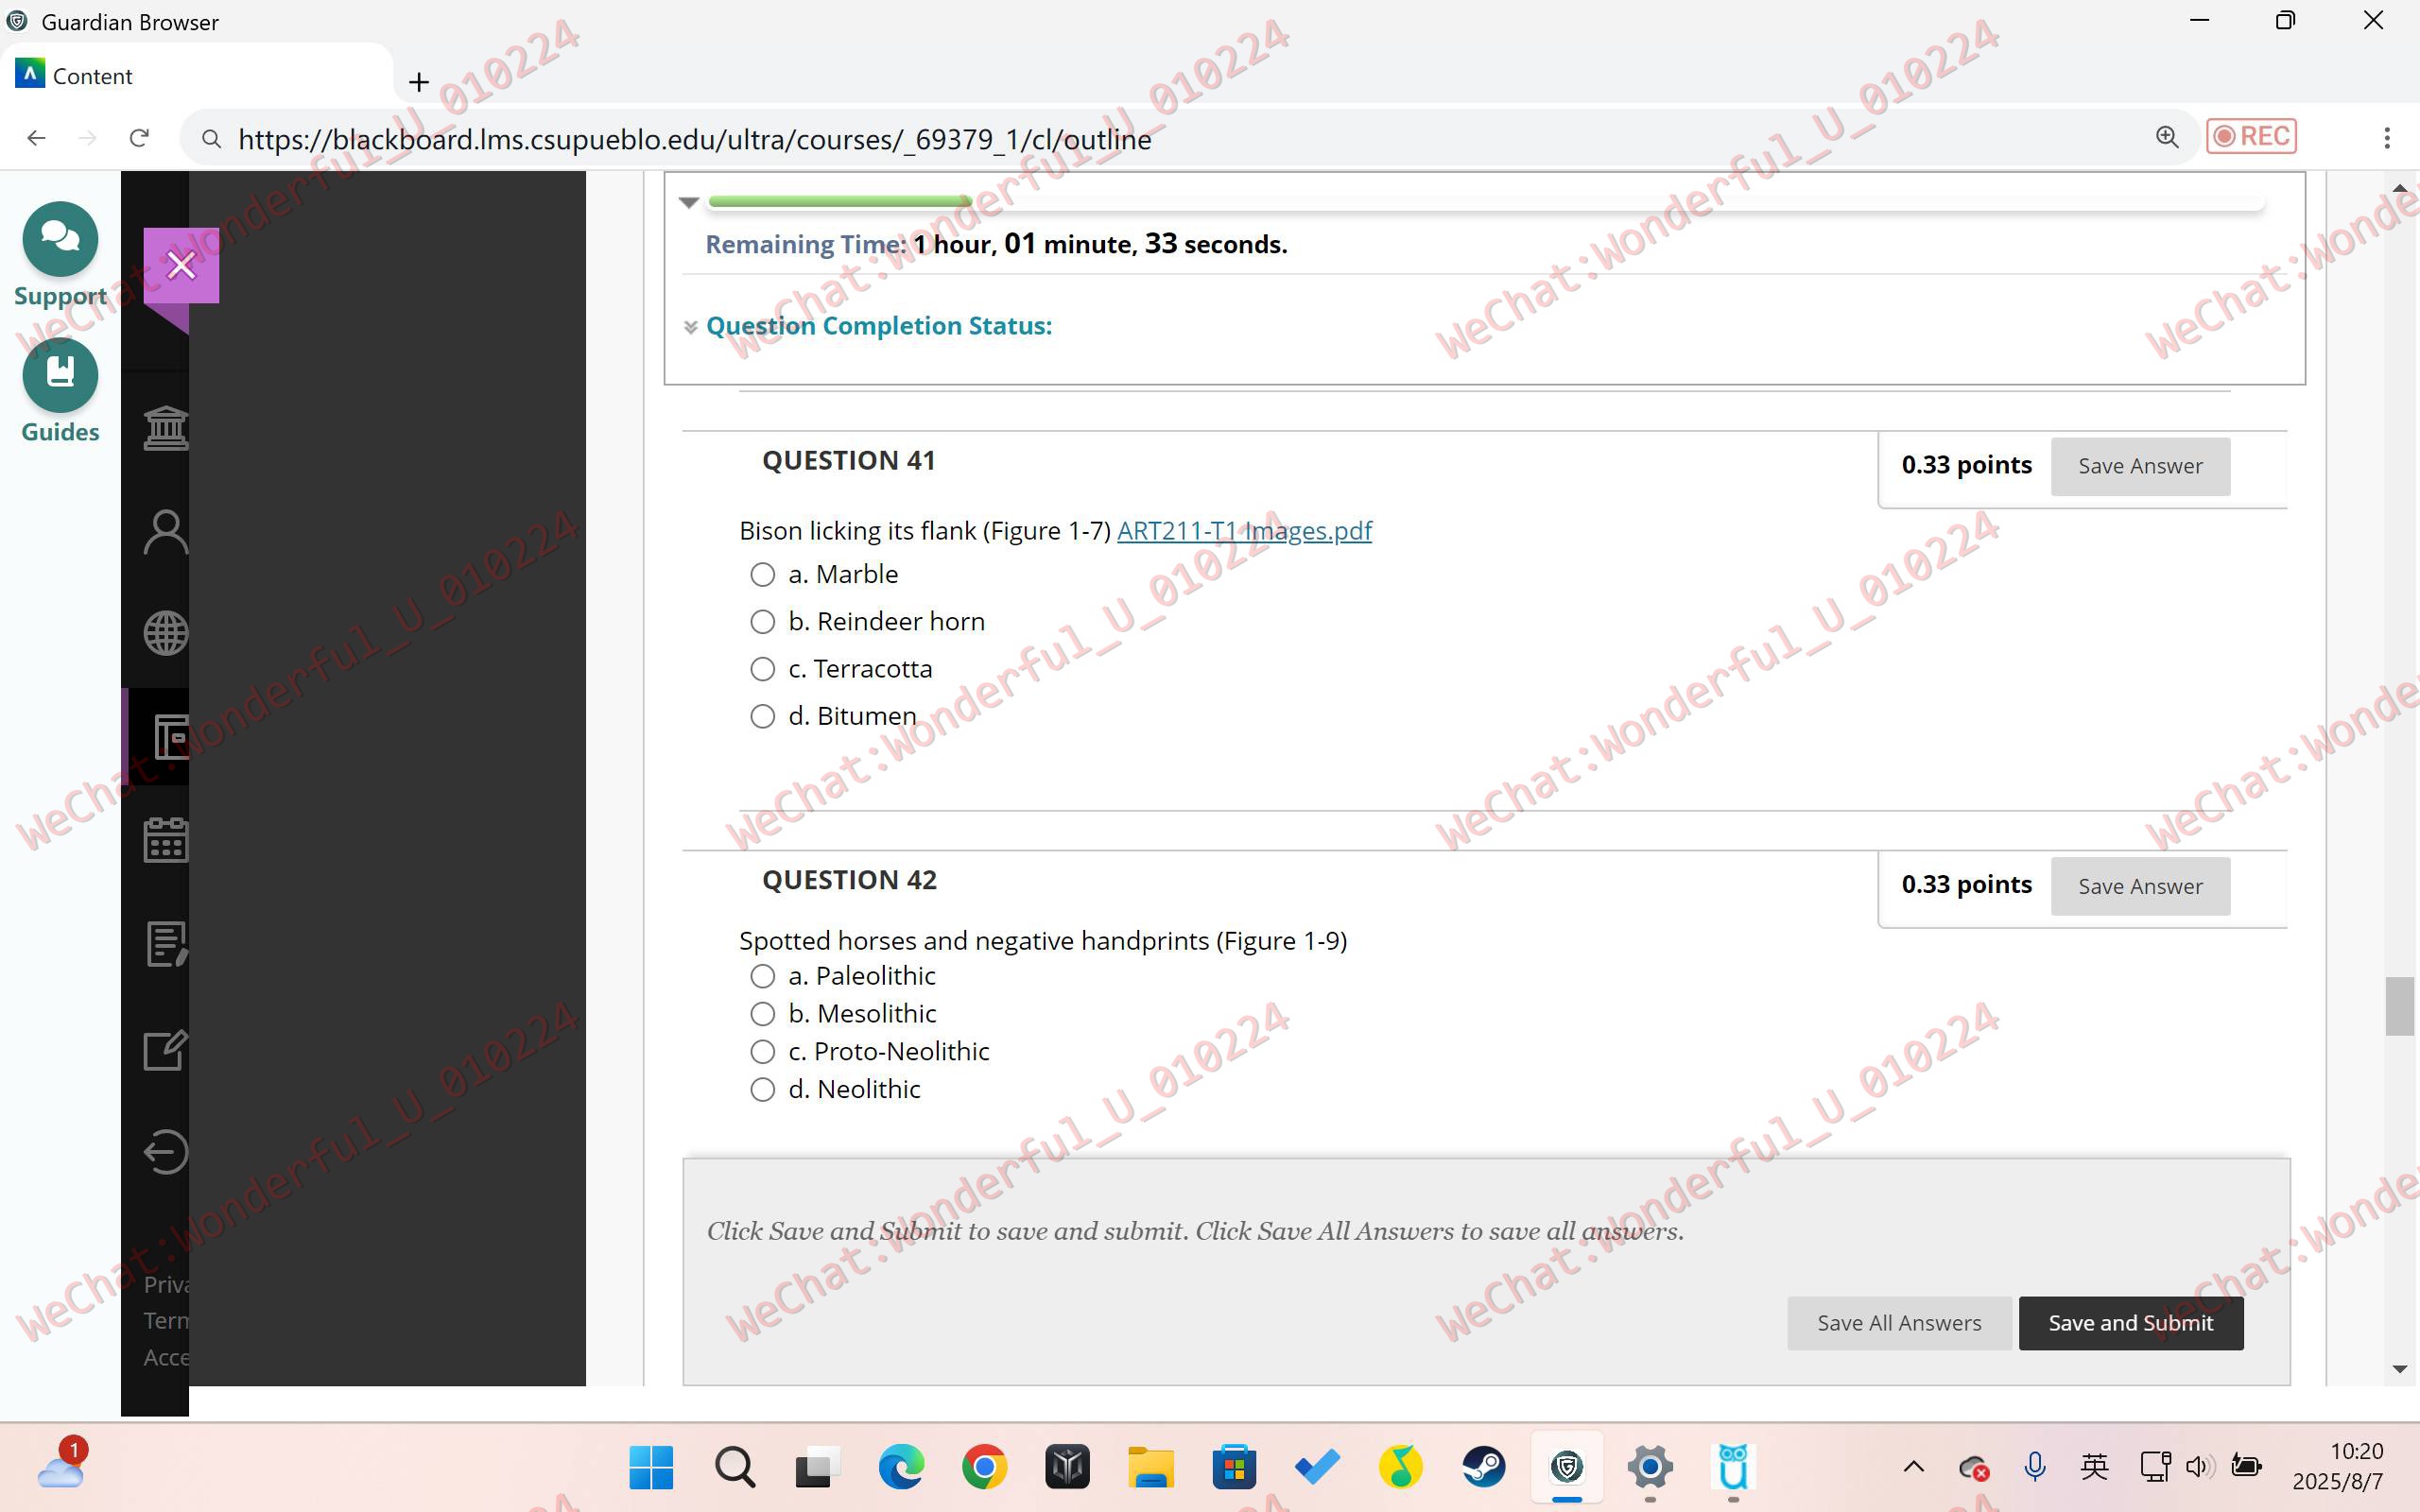 Guardian Browser
Content
https://blackboard.lms.csupueblo.edu/ultra/courses/_69379_1/cl/outline
REC
Support
Guides
Remaining Time: 1 hour, 01 minute, 33 seconds.
Question Completion Status:
QUESTION 41
0.33 points
Save Answer
Bison licking its flank (Figure 1-7) ART211-T1 Images.pdf
a. Marble
b. Reindeer horn
c. Terracotta
d. Bitumen
QUESTION 42
0.33 points
Save Answer
Spotted horses and negative handprints (Figure 1-9)
a. Paleolithic
b. Mesolithic
c. Proto-Neolithic
d. Neolithic
Click Save and Submit to save and submit. Click Save All Answers to save all answers.
Save All Answers
Save and Submit
Priva
Term
Acce
1
英
10:20
2025/8/7
WeChat:Wonderful_U_010224